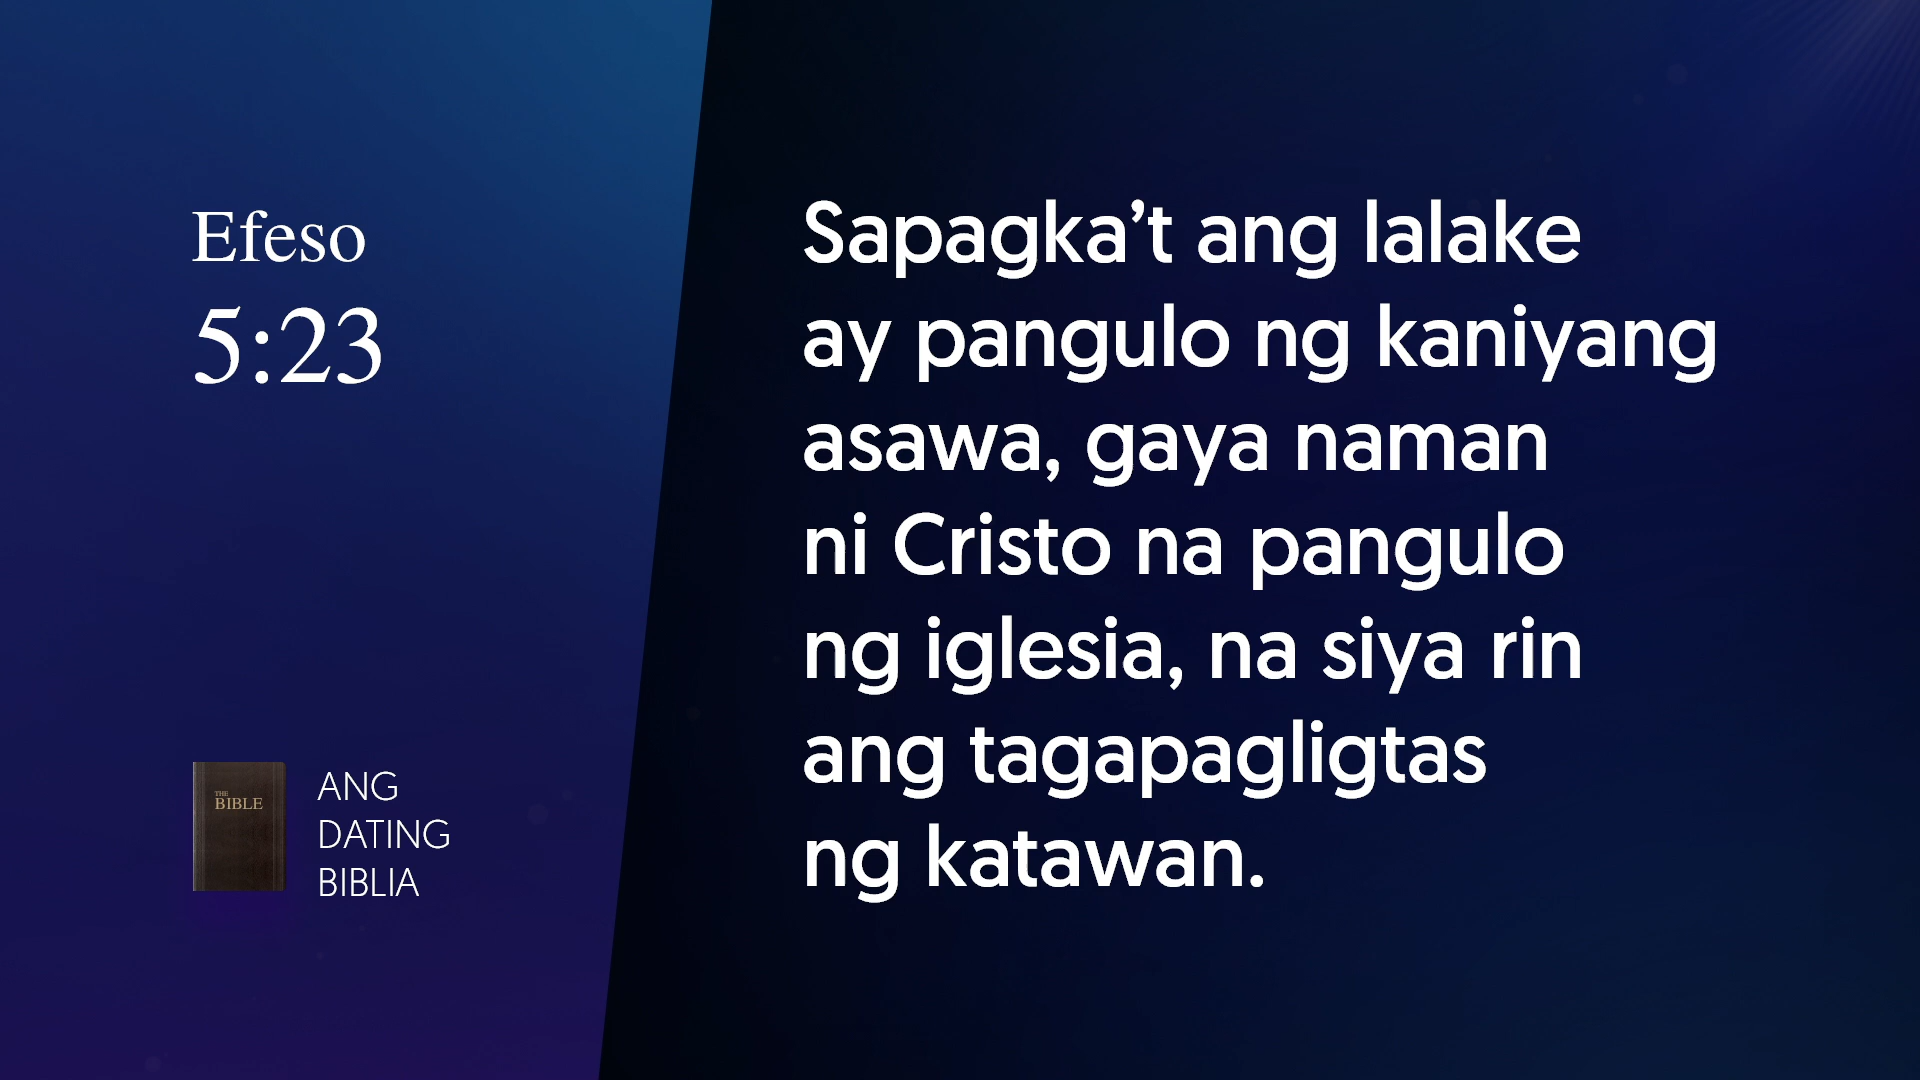 Efeso
5:23
Sapagka’t ang lalake
ay pangulo ng kaniyang
asawa, gaya naman
ni Cristo na pangulo
ng iglesia, na siya rin
ang tagapagligtas
ng katawan.
THE
BIBLE
ANG
DATING
BIBLIA